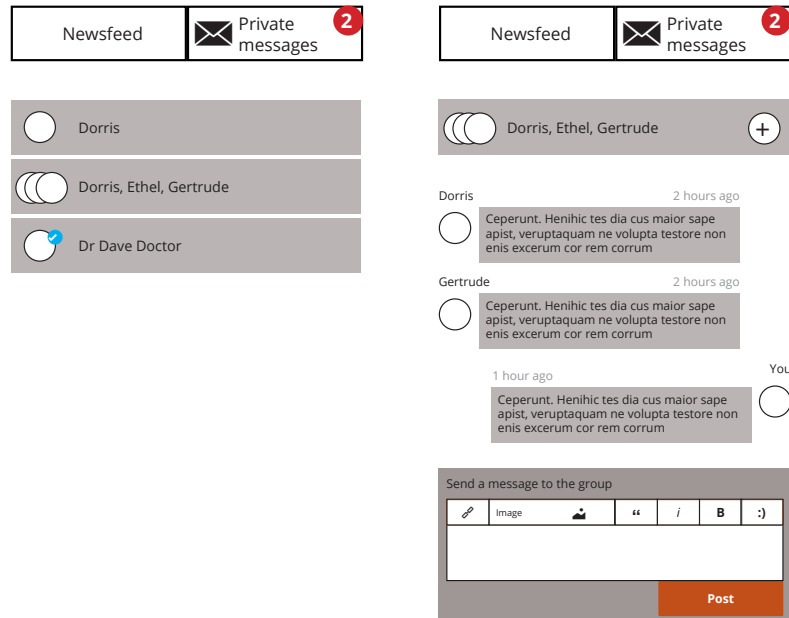 Newsfeed
Private
messages
2
Dorris
Dorris, Ethel, Gertrude
Dr Dave Doctor
Newsfeed
Private
messages
2
Dorris, Ethel, Gertrude
+
Dorris
2 hours ago
Ceperunt. Henihic tes dia cus maior sape
apist, veruptaquam ne volupta testore non
enis excerum cor rem corrum
Gertrude
2 hours ago
Ceperunt. Henihic tes dia cus maior sape
apist, veruptaquam ne volupta testore non
enis excerum cor rem corrum
You
1 hour ago
Ceperunt. Henihic tes dia cus maior sape
apist, veruptaquam ne volupta testore non
enis excerum cor rem corrum
Send a message to the group
Image
“
i
B
:)
Post